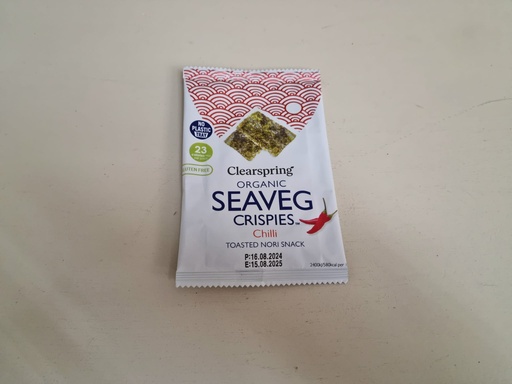 NO
PLASTIC
TRAY
23
GLUTEN FREE
Clearspring
ORGANIC
SEAVEG
CRISPIES™
Chilli
TOASTED NORI SNACK
P:16.08.2024
E:15.08.2025